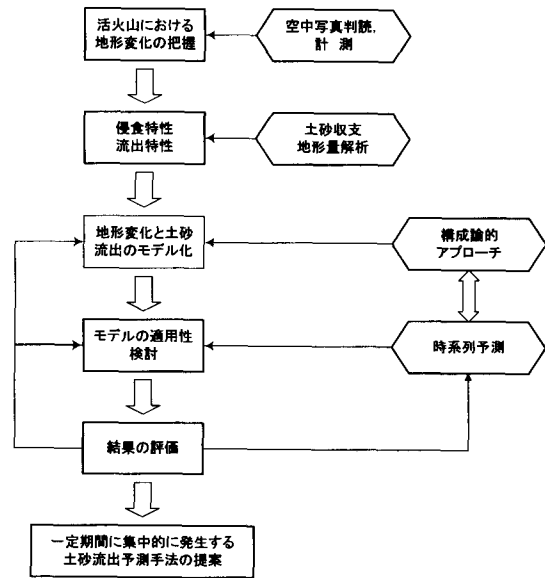 活火山における
地形変化の把握
空中写真判読,
計 測
侵食特性
流出特性
土砂収支
地形量解析
地形変化と土砂
流出のモデル化
構成論的
アプローチ
モデルの適用性
検討
時系列予測
結果の評価
一定期間に集中的に発生する
土砂流出予測手法の提案